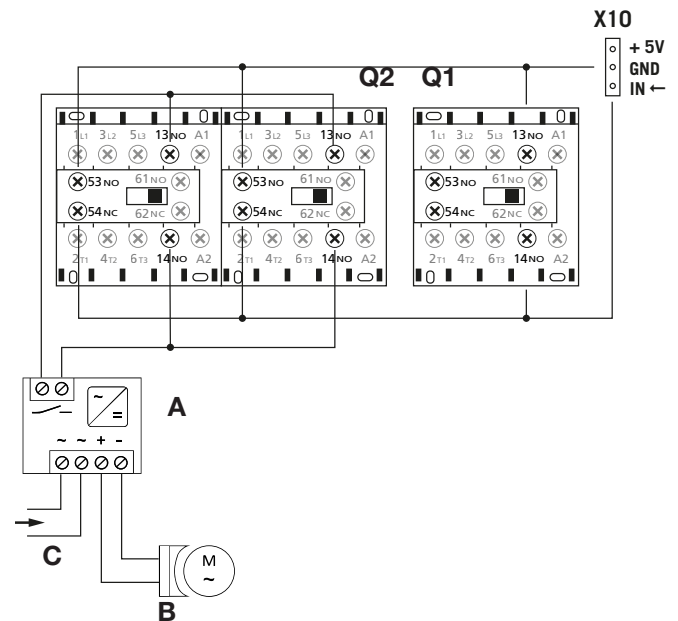 X10
+ 5V
GND
IN ←
Q2 Q1
1L1 3L2 5L3 13NO A1
53NO 61NO
54NC 62NC
2T1 4T2 6T3 14NO A2
1L1 3L2 5L3 13NO A1
53NO 61NO
54NC 62NC
2T1 4T2 6T3 14NO A2
1L1 3L2 5L3 13NO A1
53NO 61NO
54NC 62NC
2T1 4T2 6T3 14NO A2
A
~
=
~ ~ + -
C
M
~
B